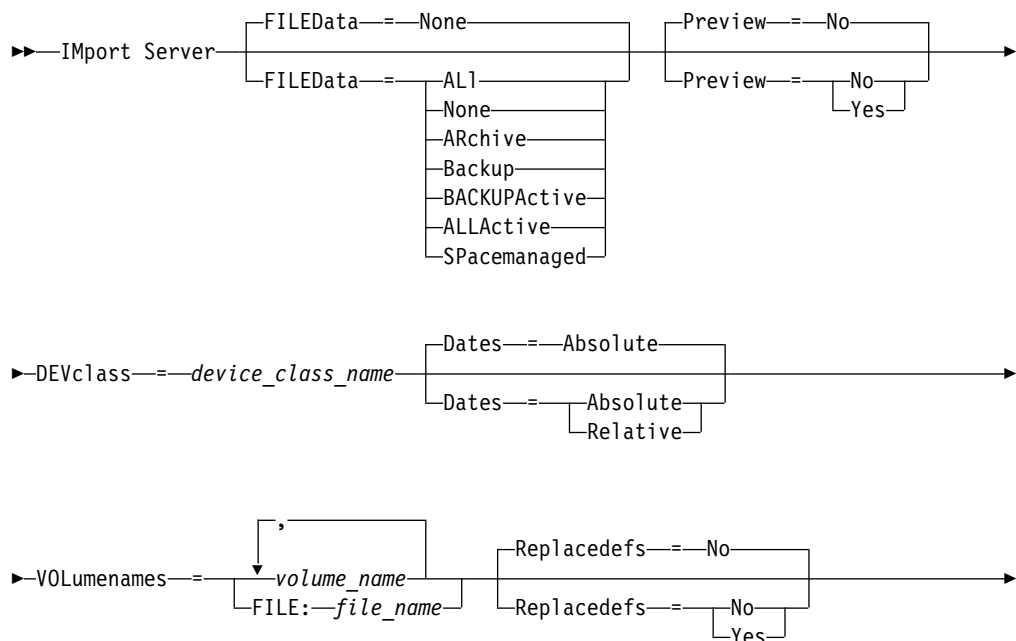 FILEData = None
Preview = No
IMport Server
FILEData = ALl
None
ARchive
Backup
BACKUPActive
ALLActive
SPacemanaged
Preview = No
Yes
Dates = Absolute
DEVclass = device_class_name
Dates = Absolute
Relative
,
Replacedefs = No
VOLumenames = volume_name
FILE: file_name
Replacedefs = No
Yes